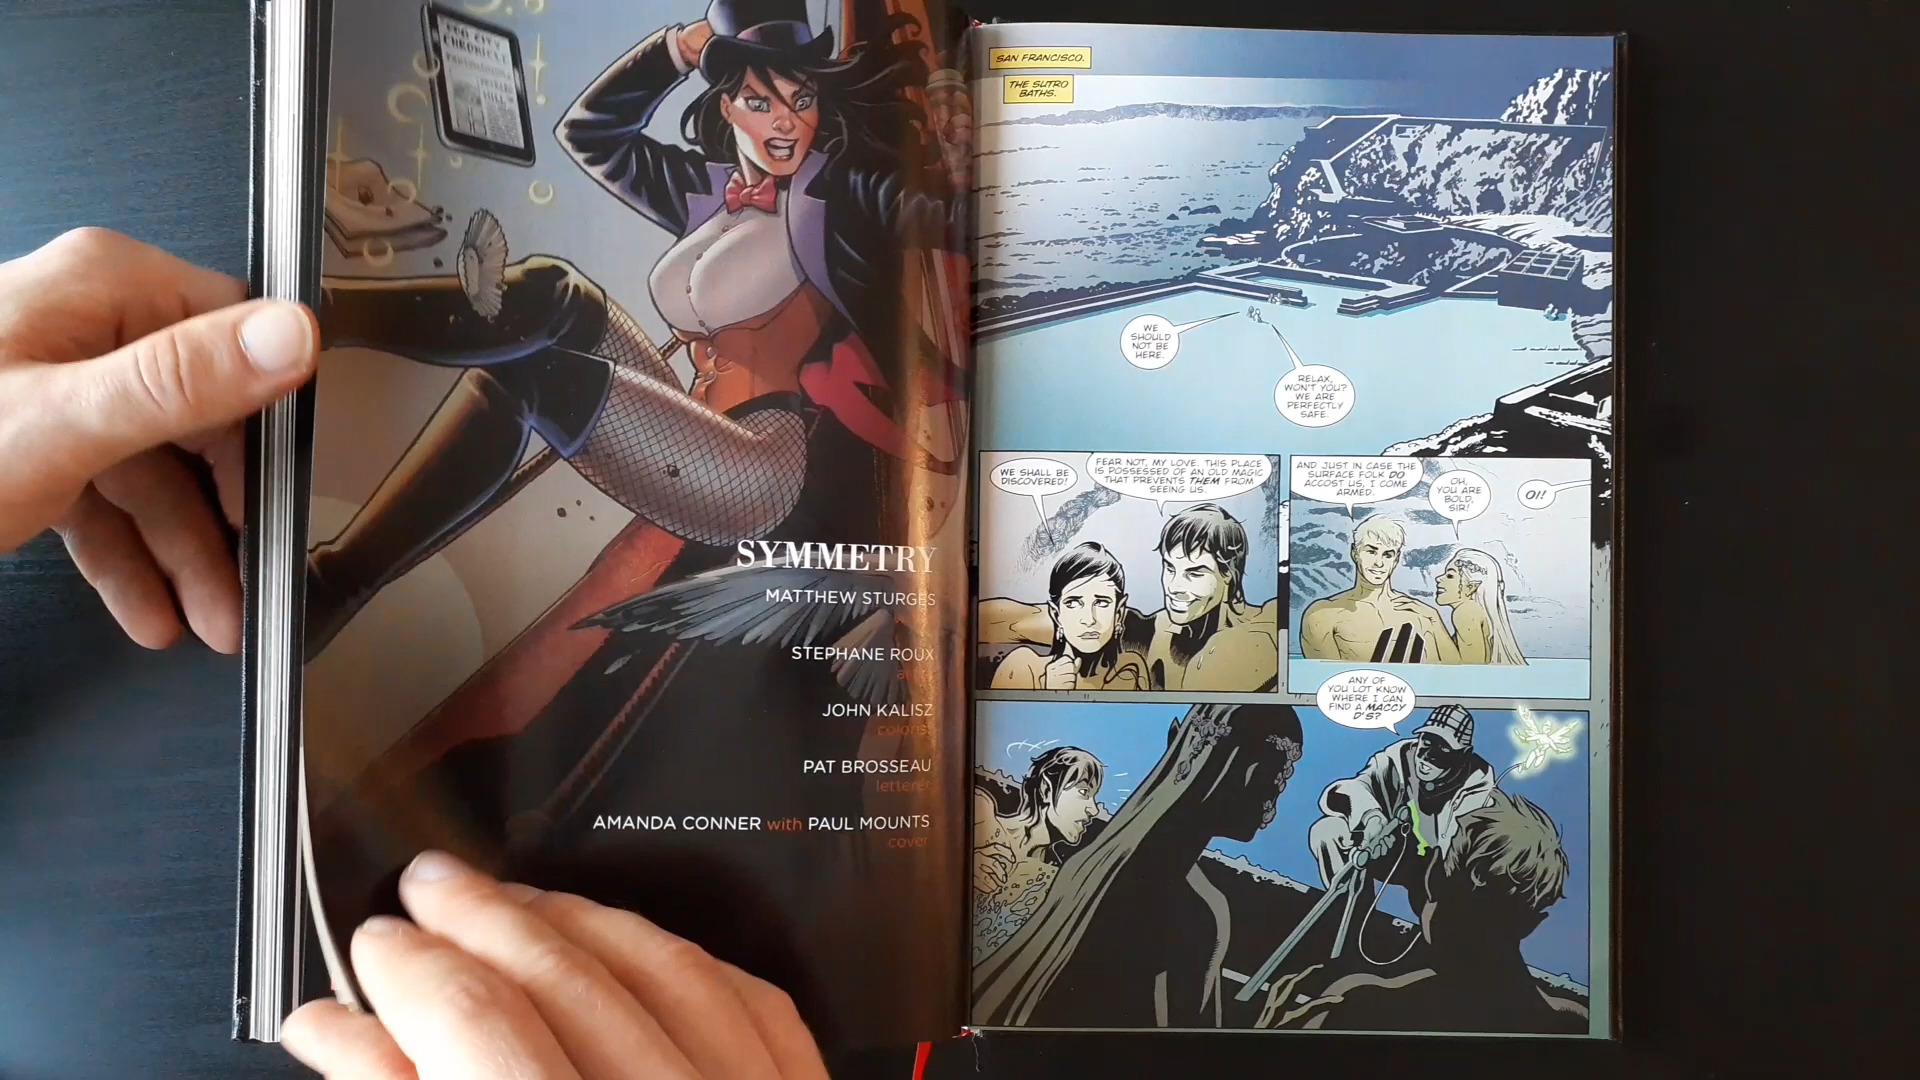 SYMMETRY
MATTHEW STURGES
STEPHANE ROUX
JOHN KALISZ
colorist
PAT BROSSEAU
letterer
AMANDA CONNER with PAUL MOUNTS
cover
SAN FRANCISCO.
THE SUTRO
BATHS.
WE
SHOULD
NOT BE
HERE.
RELAX,
WON'T YOU?
WE ARE
PERFECTLY
SAFE.
WE SHALL BE
DISCOVERED!
FEAR NOT, MY LOVE. THIS PLACE
IS POSSESSED OF AN OLD MAGIC
THAT PREVENTS THEM FROM
SEEING US.
AND JUST IN CASE THE
SURFACE FOLK DO
ACCOST US, I COME
ARMED.
OH,
YOU ARE
BOLD,
SIR!
OI!
ANY OF
YOU LOT KNOW
WHERE I CAN
FIND A MACCY
D'S?